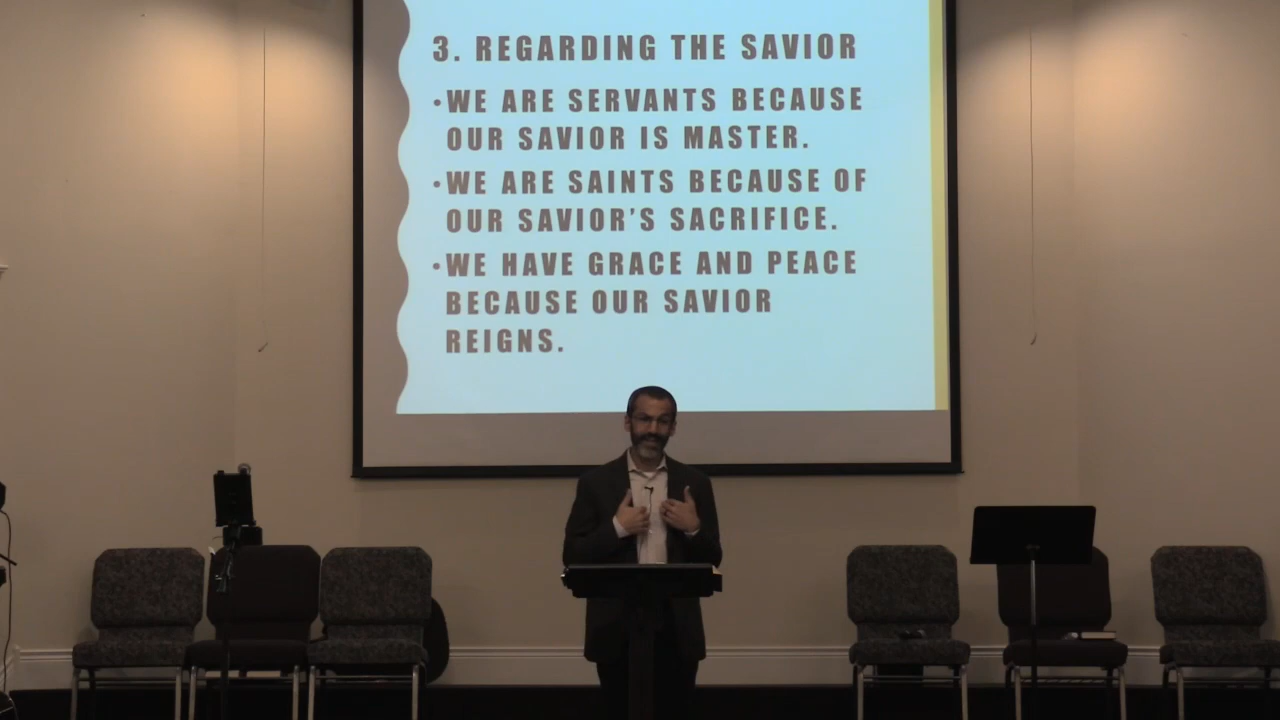 3. REGARDING THE SAVIOR
•WE ARE SERVANTS BECAUSE
OUR SAVIOR IS MASTER.
•WE ARE SAINTS BECAUSE OF
OUR SAVIOR'S SACRIFICE.
•WE HAVE GRACE AND PEACE
BECAUSE OUR SAVIOR
REIGNS.